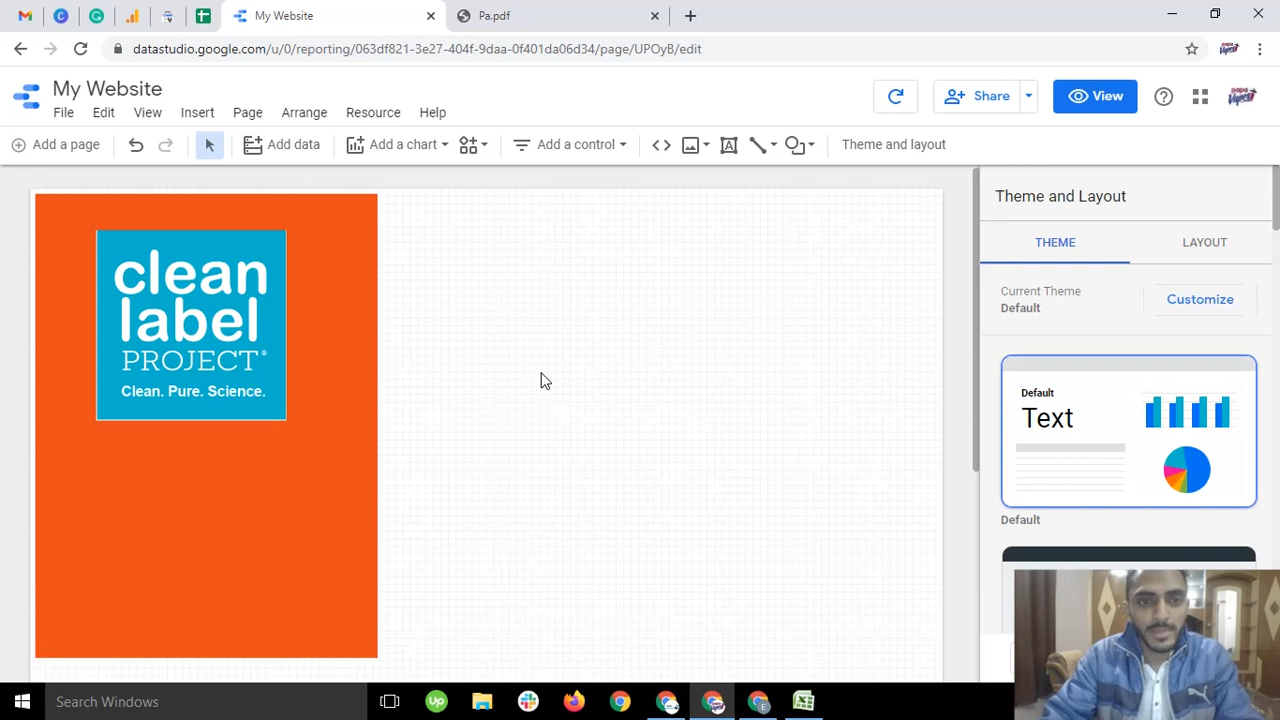 My Website
Pa.pdf
datastudio.google.com/u/0/reporting/063df821-3e27-404f-9daa-0f401da06d34/page/UPOyB/edit
My Website
Share
View
File Edit View Insert Page Arrange Resource Help
Add a page
Add data
Add a chart
Add a control
Theme and layout
Theme and Layout
THEME
LAYOUT
Current Theme
Default
Customize
Default
Text
Default
clean
label
PROJECT®
Clean. Pure. Science.
Search Windows